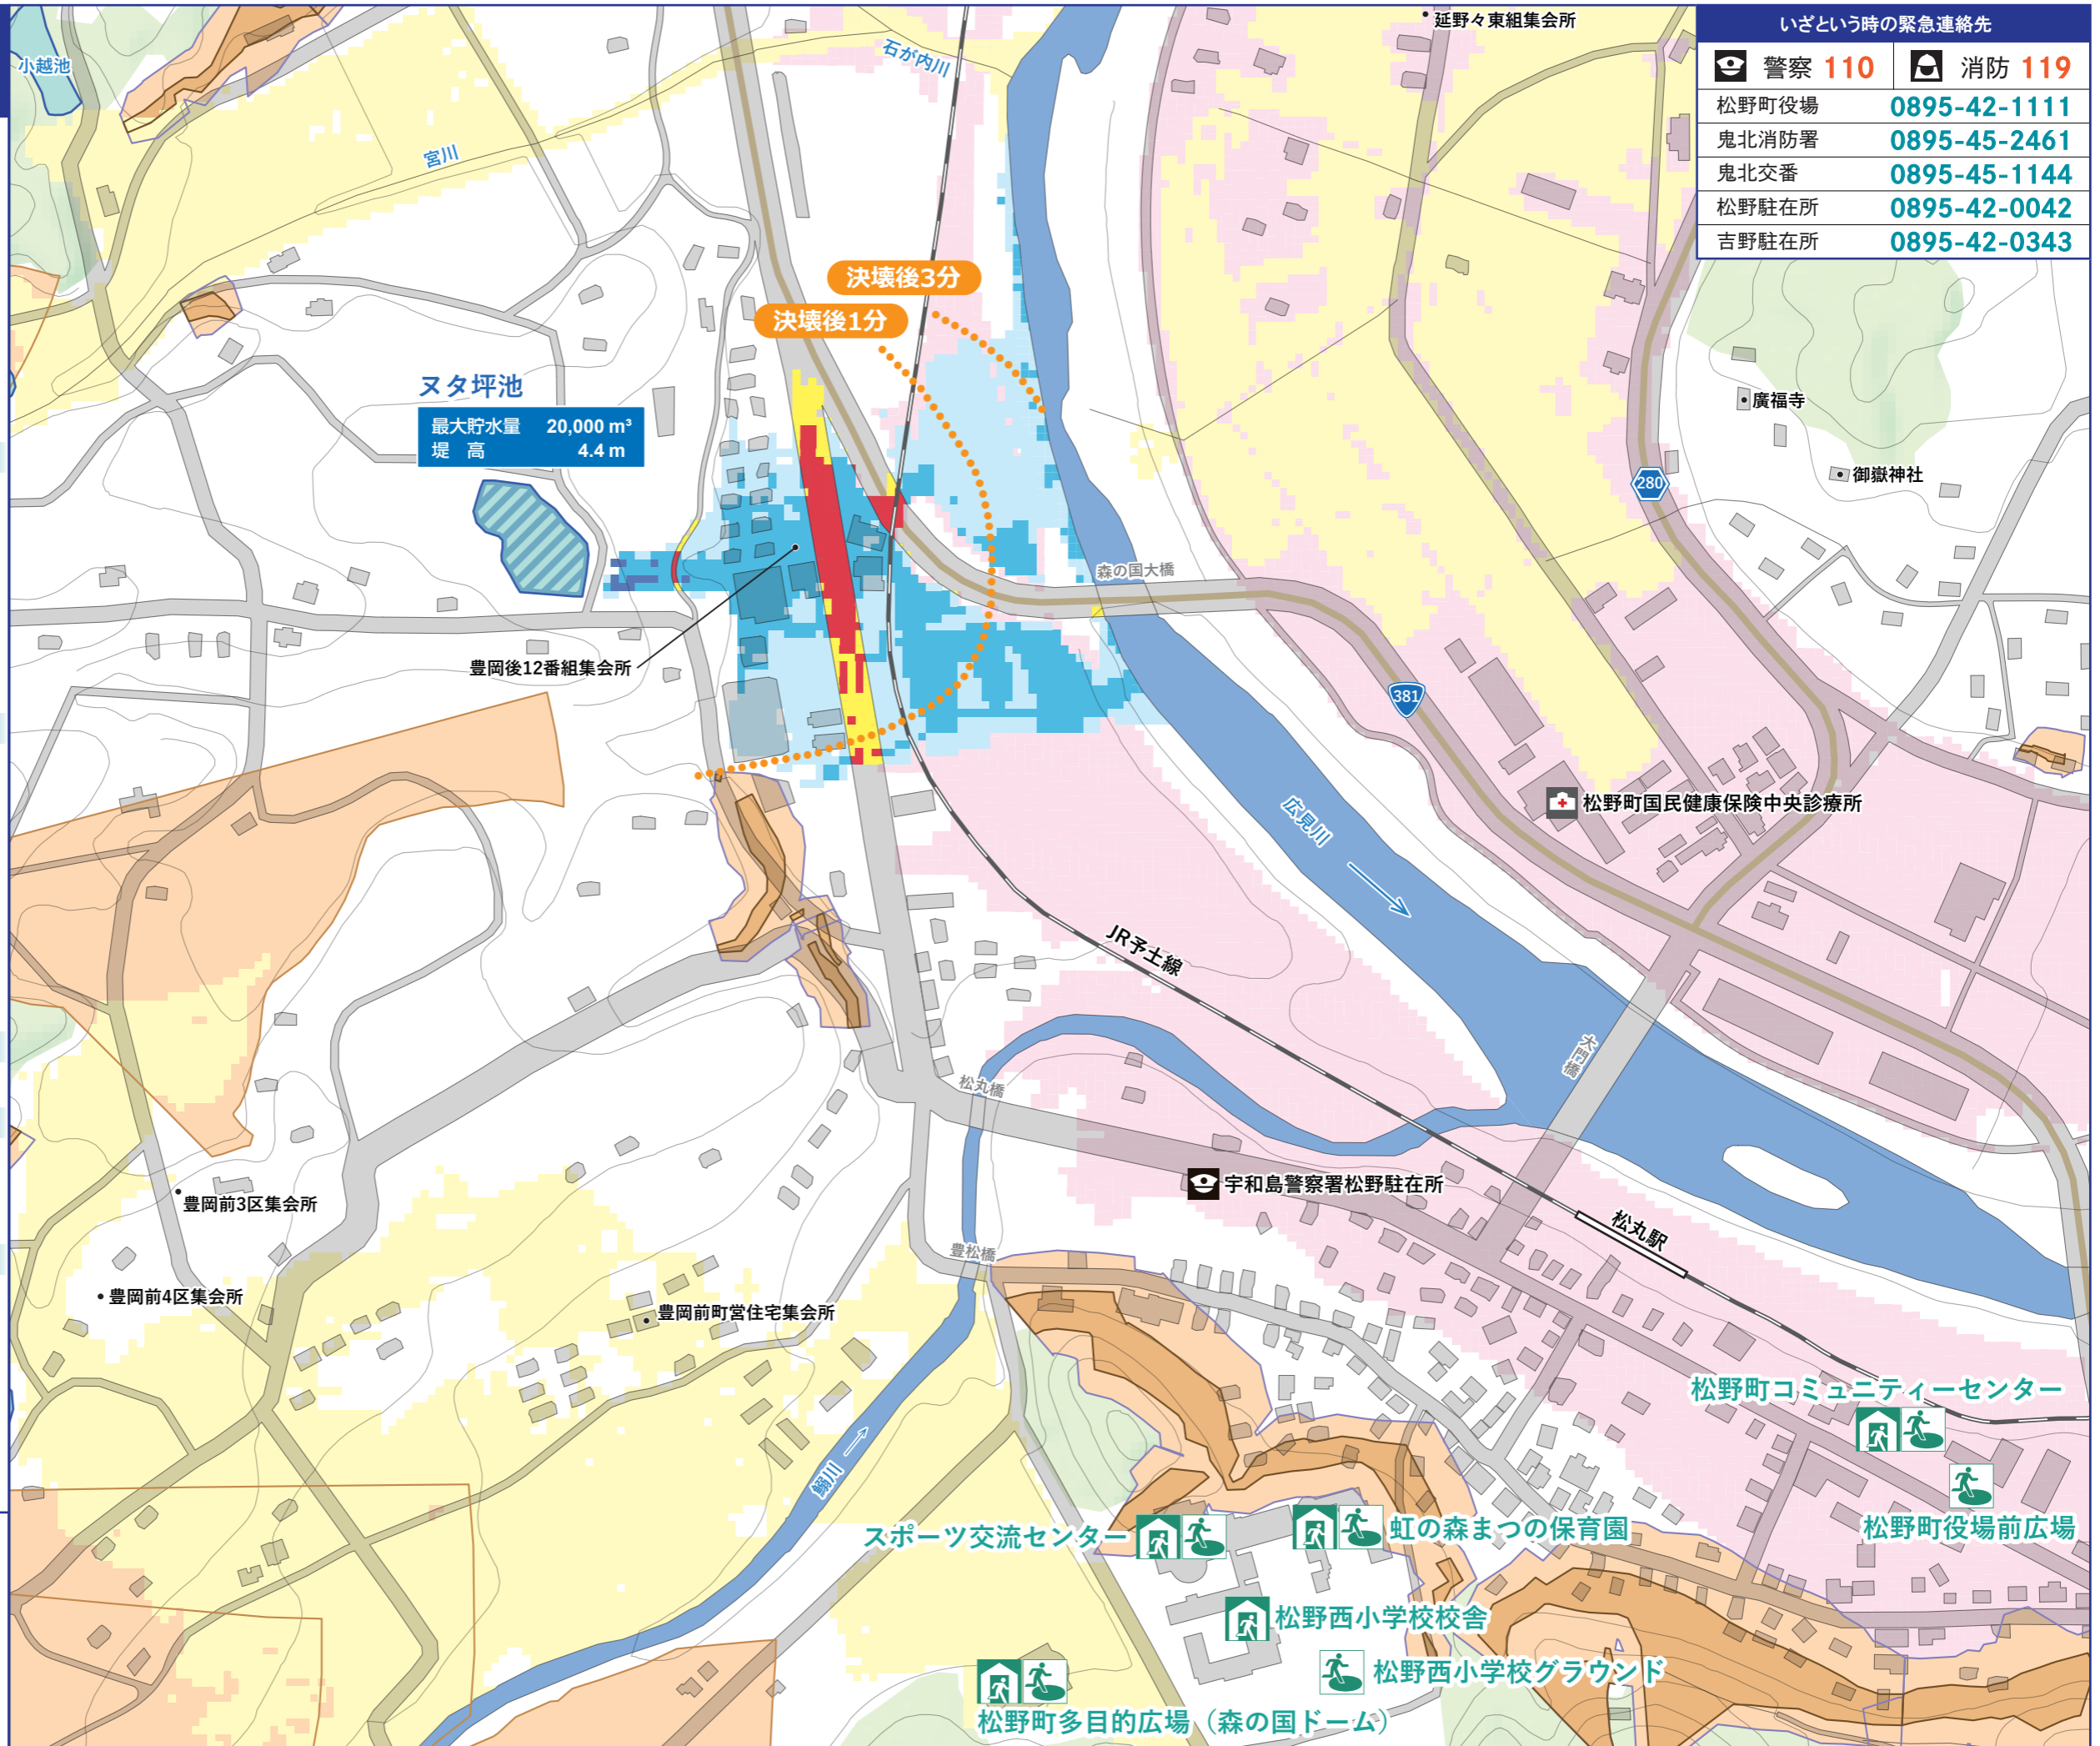 いざという時の緊急連絡先
警察 110 消防 119
松野町役場 0895-42-1111
鬼北消防署 0895-45-2461
鬼北交番 0895-45-1144
松野駐在所 0895-42-0042
吉野駐在所 0895-42-0343
延野々東組集会所
石が内川
小越池
宮川
決壊後3分
決壊後1分
ヌタ坪池
最大貯水量 20,000 m³
堤 高 4.4 m
廣福寺
御嶽神社
280
森の国大橋
豊岡後12番組集会所
381
松野町国民健康保険中央診療所
広見川
JR予土線
大門橋
松丸橋
宇和島警察署松野駐在所
豊岡前3区集会所
松丸駅
豊松橋
豊岡前4区集会所
豊岡前町営住宅集会所
松野町コミュニティーセンター
鰯川
スポーツ交流センター
虹の森まつの保育園
松野町役場前広場
松野西小学校校舎
松野西小学校グラウンド
松野町多目的広場（森の国ドーム）